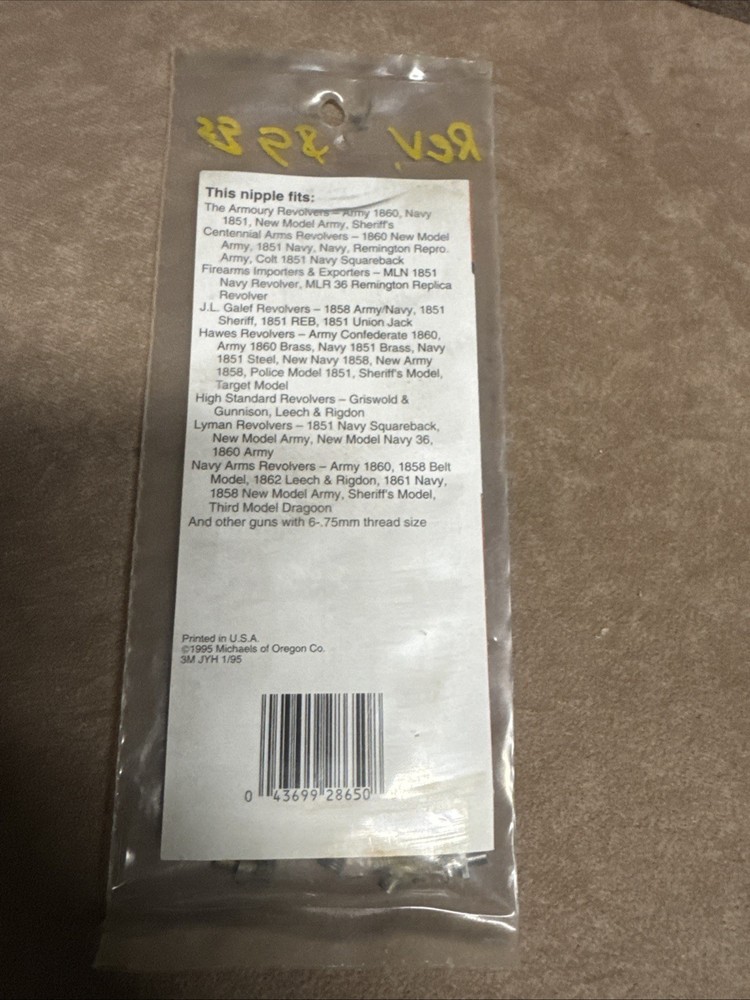 Rev. $9 95
This nipple fits:
The Armoury Revolvers – Army 1860, Navy
1851, New Model Army, Sheriff's
Centennial Arms Revolvers – 1860 New Model
Army, 1851 Navy, Navy, Remington Repro.
Army, Colt 1851 Navy Squareback
Firearms Importers & Exporters – MLN 1851
Navy Revolver, MLR 36 Remington Replica
Revolver
J.L. Galef Revolvers – 1858 Army/Navy, 1851
Sheriff, 1851 REB, 1851 Union Jack
Hawes Revolvers – Army Confederate 1860,
Army 1860 Brass, Navy 1851 Brass, Navy
1851 Steel, New Navy 1858, New Army
1858, Police Model 1851, Sheriff's Model,
Target Model
High Standard Revolvers – Griswold &
Gunnison, Leech & Rigdon
Lyman Revolvers – 1851 Navy Squareback,
New Model Army, New Model Navy 36,
1860 Army
Navy Arms Revolvers – Army 1860, 1858 Belt
Model, 1862 Leech & Rigdon, 1861 Navy,
1858 New Model Army, Sheriff's Model,
Third Model Dragoon
And other guns with 6-.75mm thread size
Printed in U.S.A.
©1995 Michaels of Oregon Co.
3M JYH 1/95
0 43699 28650